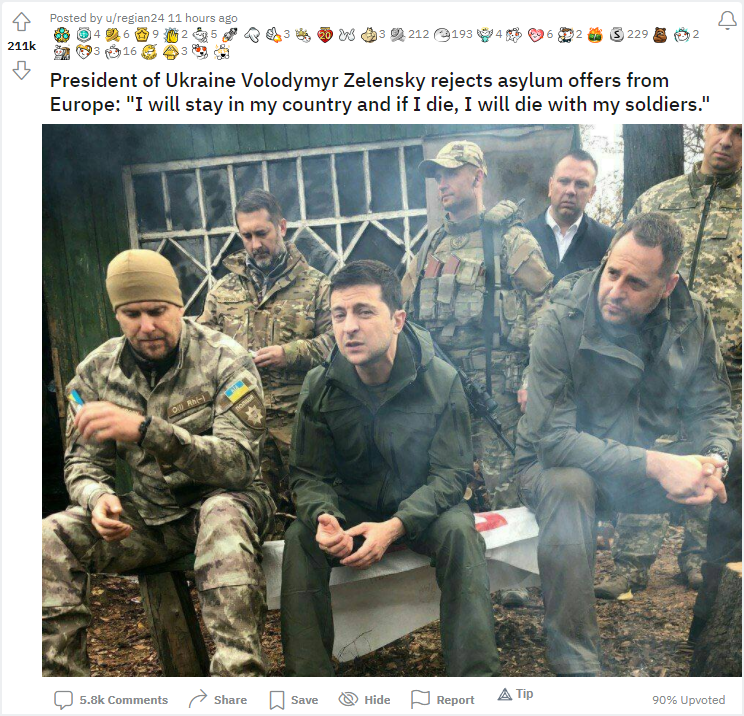 Posted by u/regian24 11 hours ago
4 6 9 2 5 3 20 3 212 193 4 6 2 229 2
3 16 3
211k
President of Ukraine Volodymyr Zelensky rejects asylum offers from
Europe: "I will stay in my country and if I die, I will die with my soldiers."
5.8k Comments Share Save Hide Report Tip 90% Upvoted